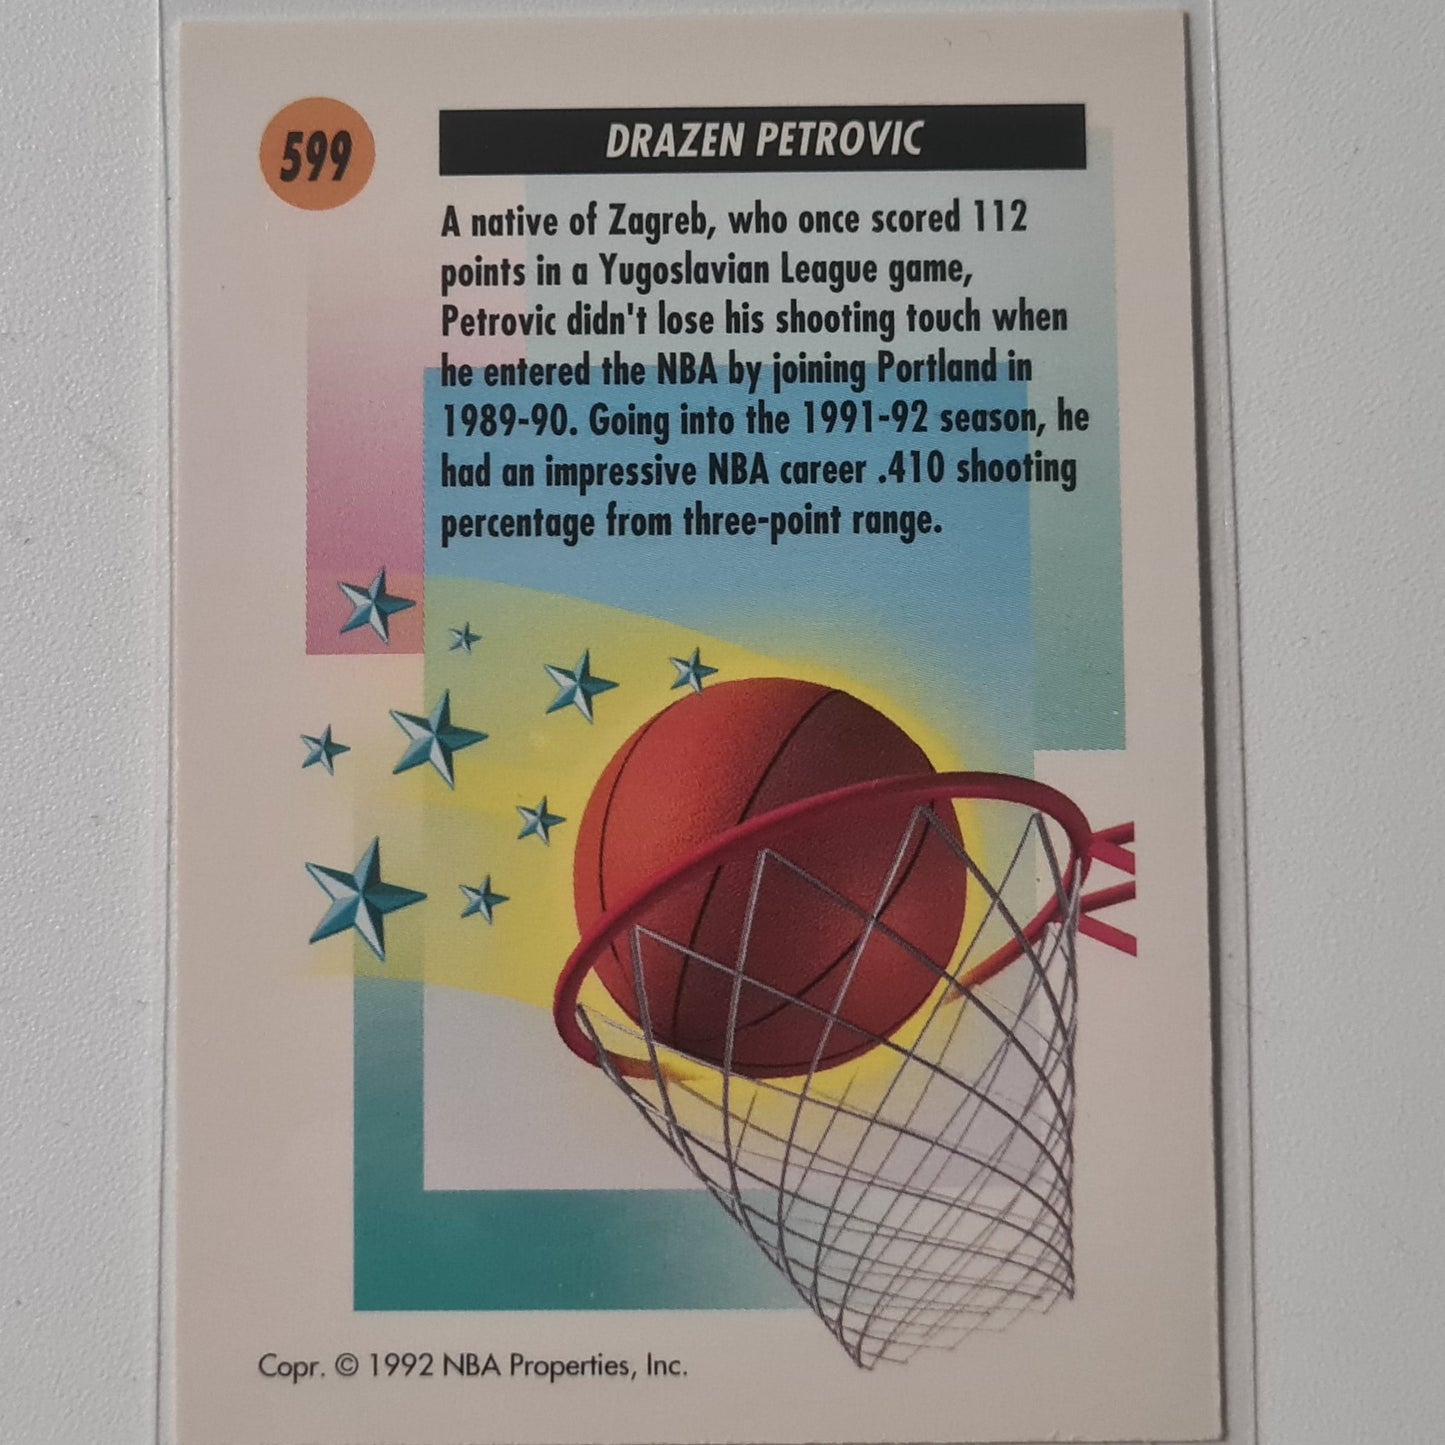 599
DRAZEN PETROVIC
A native of Zagreb, who once scored 112
points in a Yugoslavian League game,
Petrovic didn't lose his shooting touch when
he entered the NBA by joining Portland in
1989-90. Going into the 1991-92 season, he
had an impressive NBA career .410 shooting
percentage from three-point range.
Copr. © 1992 NBA Properties, Inc.